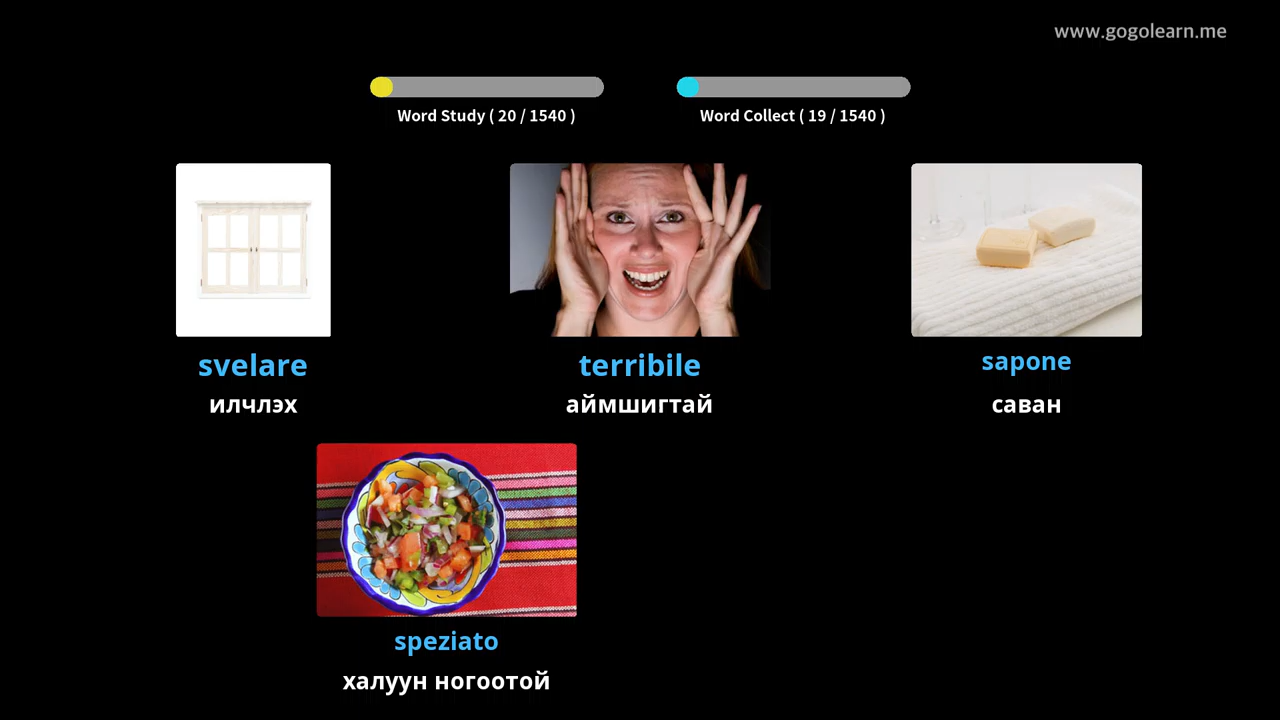 www.gogolearn.me
Word Study ( 20 / 1540 )
Word Collect ( 19 / 1540 )
svelare
terribile
sapone
илчлэх
аймшигтай
саван
speziato
халуун ногоотой